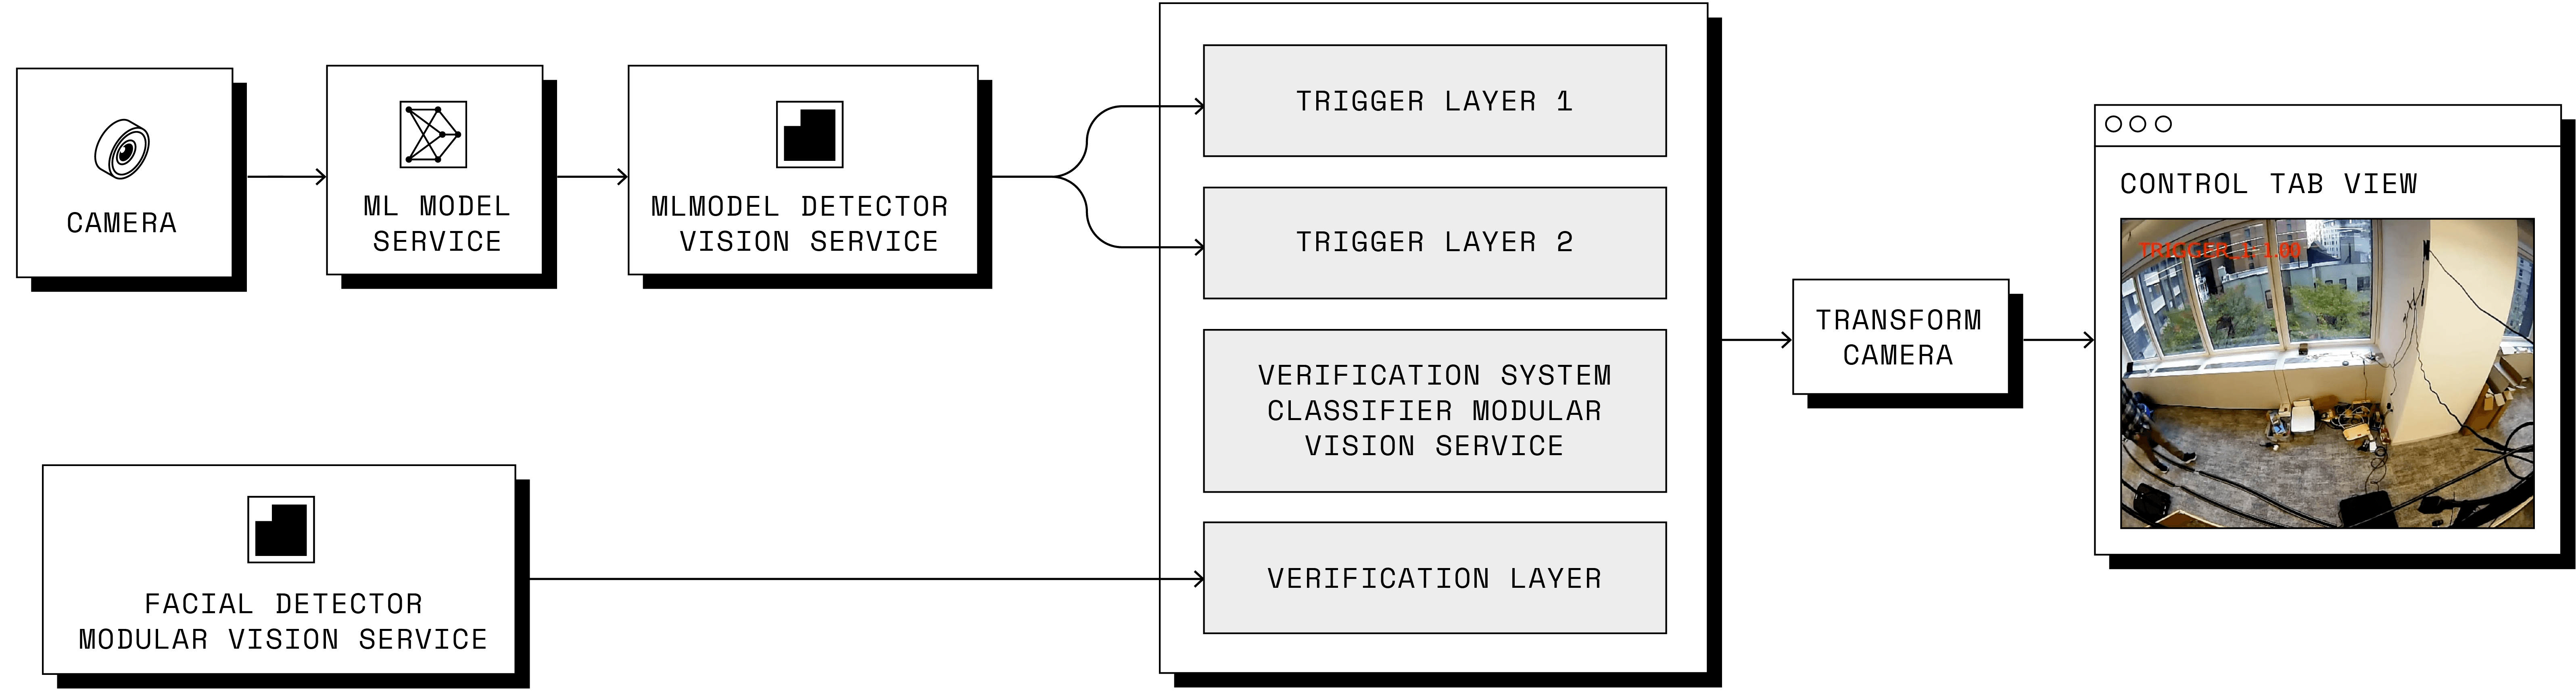 CAMERA
ML MODEL
SERVICE
MLMODEL DETECTOR
VISION SERVICE
TRIGGER LAYER 1
TRIGGER LAYER 2
VERIFICATION SYSTEM
CLASSIFIER MODULAR
VISION SERVICE
VERIFICATION LAYER
FACIAL DETECTOR
MODULAR VISION SERVICE
TRANSFORM
CAMERA
CONTROL TAB VIEW
TRIGGER_1: 1.00